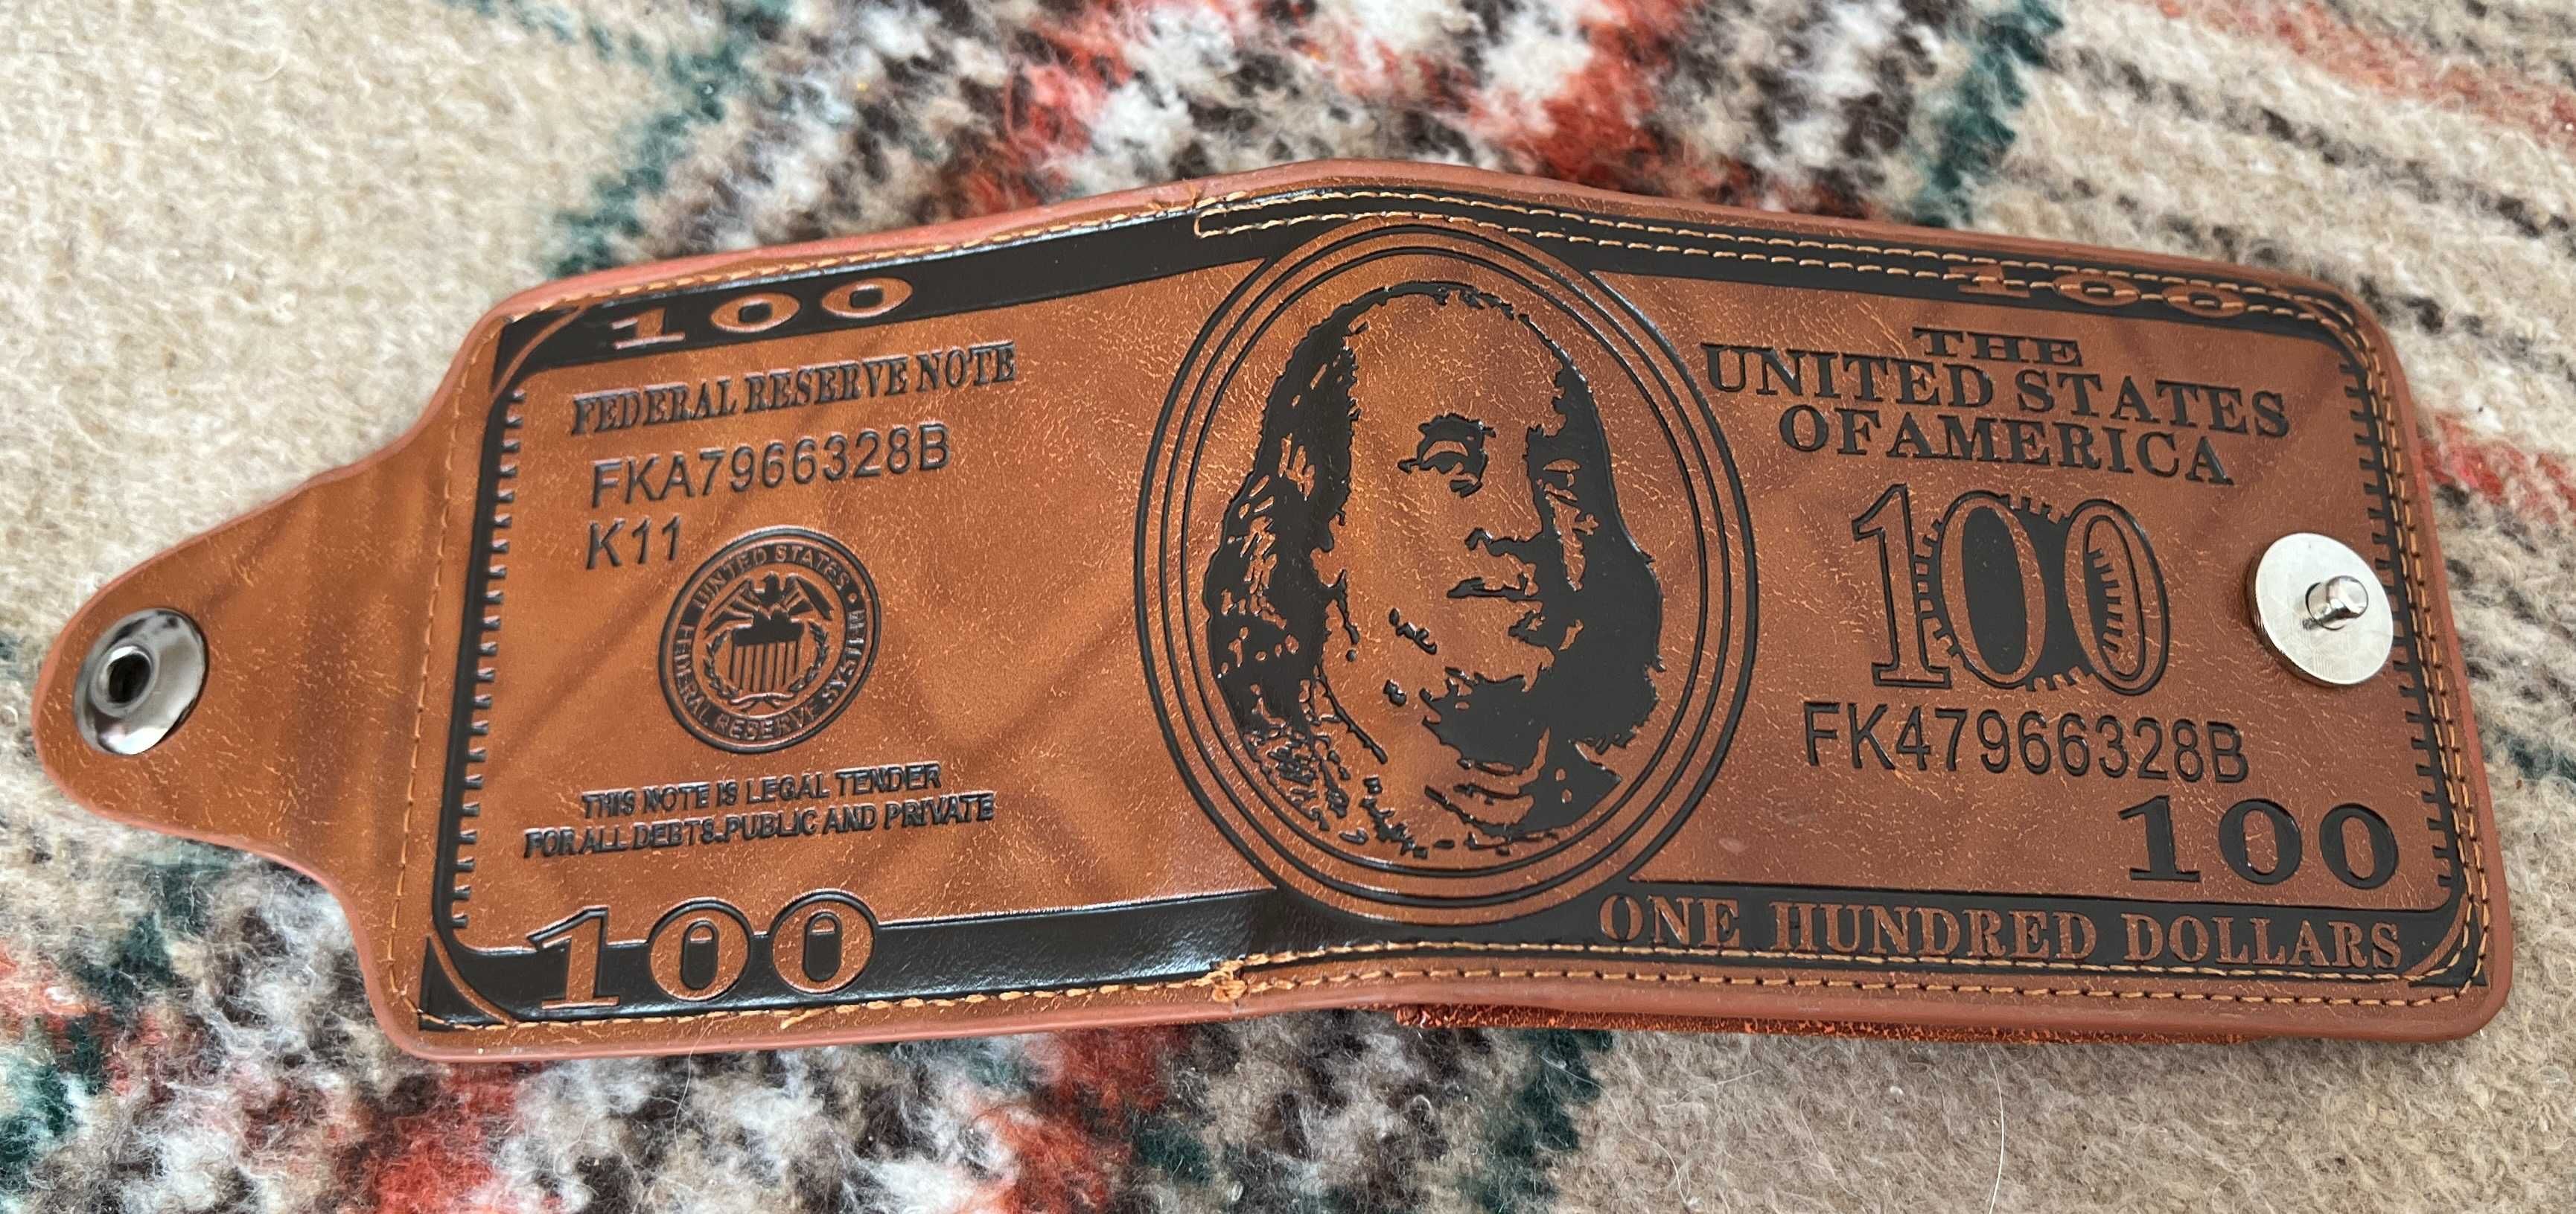 100
FEDERAL RESERVE NOTE
FKA7966328B
K11
UNITED STATES
FEDERAL RESERVE SYSTEM
THIS NOTE IS LEGAL TENDER
FOR ALL DEBTS.PUBLIC AND PRIVATE
100
100
THE
UNITED STATES
OF AMERICA
100
FK47966328B
100
ONE HUNDRED DOLLARS